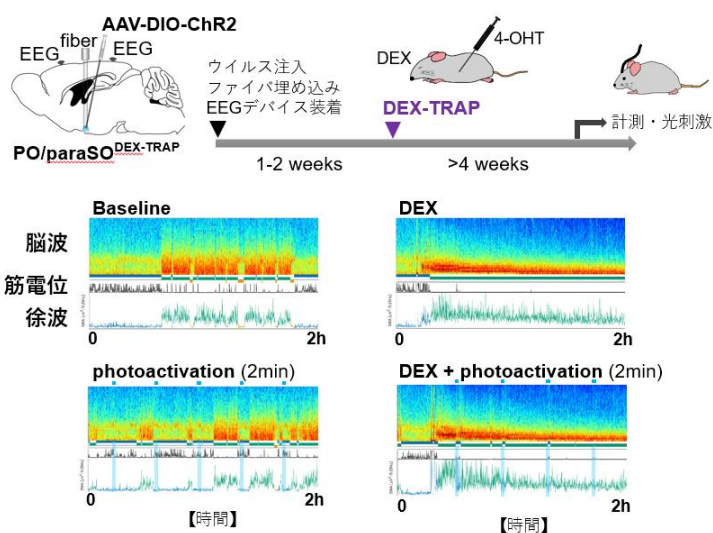 AAV-DIO-ChR2
EEG fiber EEG
ウイルス注入
ファイバ埋め込み
EEGデバイス装着
DEX
4-OHT
DEX-TRAP
PO/paraSO DEX-TRAP
1-2 weeks
>4 weeks
計測・光刺激
Baseline
DEX
脳波
筋電位
徐波
0 2h
0 2h
photoactivation (2min)
DEX + photoactivation (2min)
0 2h
0 2h
【時間】
【時間】